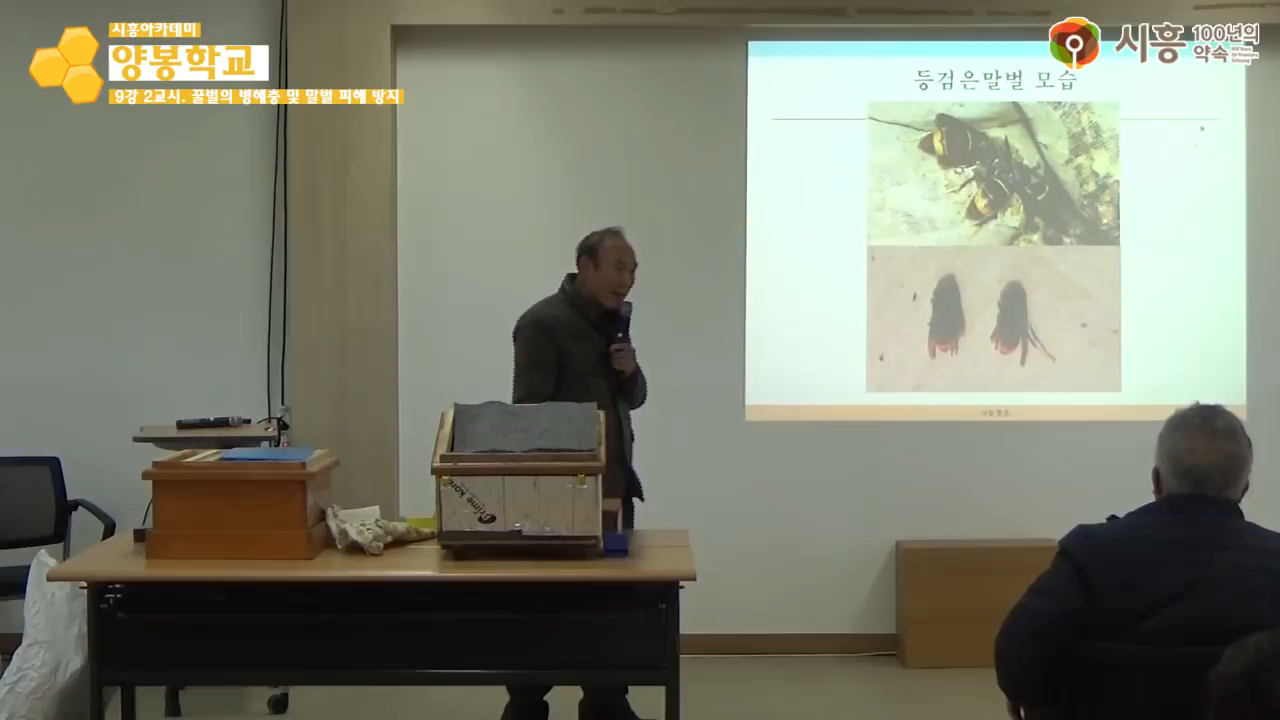 시흥아카데미
양봉학교
9강 2교시. 꿀벌의 병해충 및 말벌 피해 방지
시흥
100년의
약속
등검은말벌 모습
Prime kore